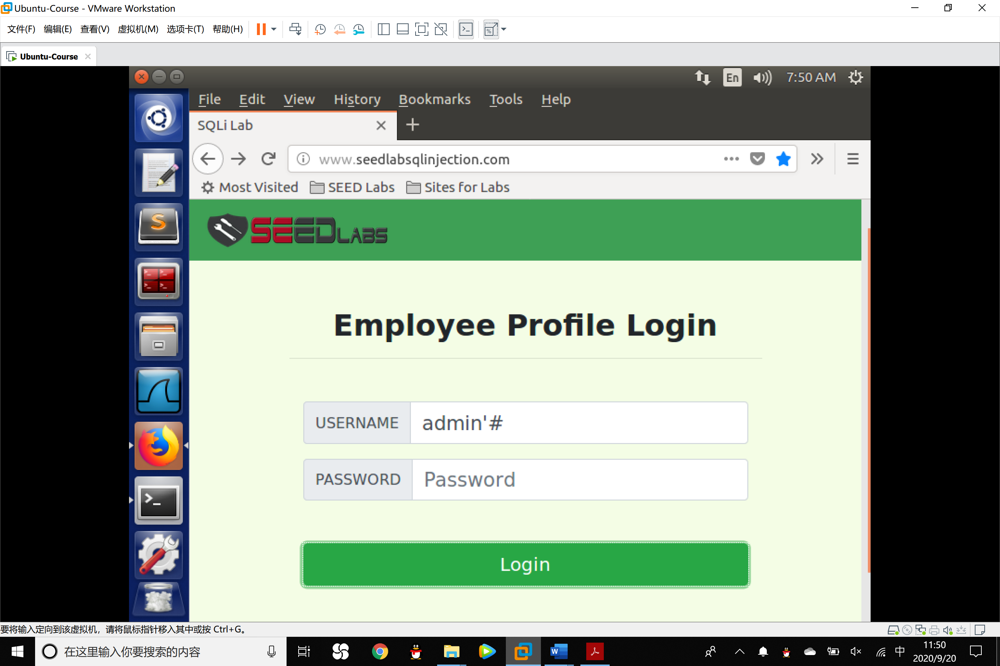 Ubuntu-Course - VMware Workstation
文件(F) 编辑(E) 查看(V) 虚拟机(M) 选项卡(T) 帮助(H)
Ubuntu-Course
En 7:50 AM
File Edit View History Bookmarks Tools Help
SQLi Lab
www.seedlabsqlinjection.com
Most Visited SEED Labs Sites for Labs
SEEDLABS
Employee Profile Login
USERNAME admin'#
PASSWORD Password
Login
要将输入定向到该虚拟机，请将鼠标指针移入其中或按 Ctrl+G。
在这里输入你要搜索的内容
中
11:50
2020/9/20